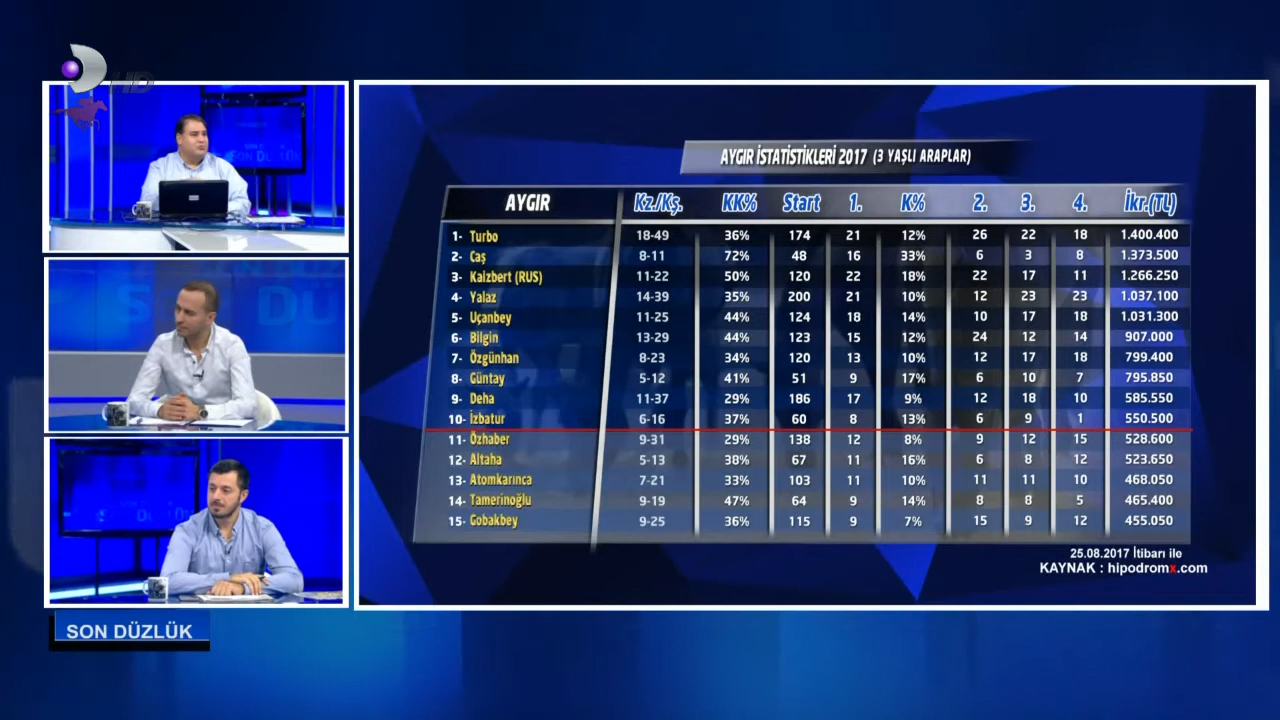 HD
AYGIR İSTATİSTİKLERİ 2017 (3 YAŞLI ARAPLAR)
AYGIR Kz./Kş. KK% Start 1. K% 2. 3. 4. İkr.(TL)
1- Turbo 18-49 36% 174 21 12% 26 22 18 1.400.400
2- Caş 8-11 72% 48 16 33% 6 3 8 1.373.500
3- Kalzbert (RUS) 11-22 50% 120 22 18% 22 17 11 1.266.250
4- Yalaz 14-39 35% 200 21 10% 12 23 23 1.037.100
5- Uçanbey 11-25 44% 124 18 14% 10 17 18 1.031.300
6- Bilgin 13-29 44% 123 15 12% 24 12 14 907.000
7- Özgünhan 8-23 34% 120 13 10% 12 17 18 799.400
8- Güntay 5-12 41% 51 9 17% 6 10 7 795.850
9- Deha 11-37 29% 186 17 9% 12 18 10 585.550
10- İzbatur 6-16 37% 60 8 13% 6 9 1 550.500
11- Özhaber 9-31 29% 138 12 8% 9 12 15 528.600
12- Altaha 5-13 38% 67 11 16% 6 8 12 523.650
13- Atomkarınca 7-21 33% 103 11 10% 11 11 10 468.050
14- Tamerinoğlu 9-19 47% 64 9 14% 8 8 5 465.400
15- Gobakbey 9-25 36% 115 9 7% 15 9 12 455.050
25.08.2017 İtibarı ile
KAYNAK : hipodromx.com
SON DÜZLÜK